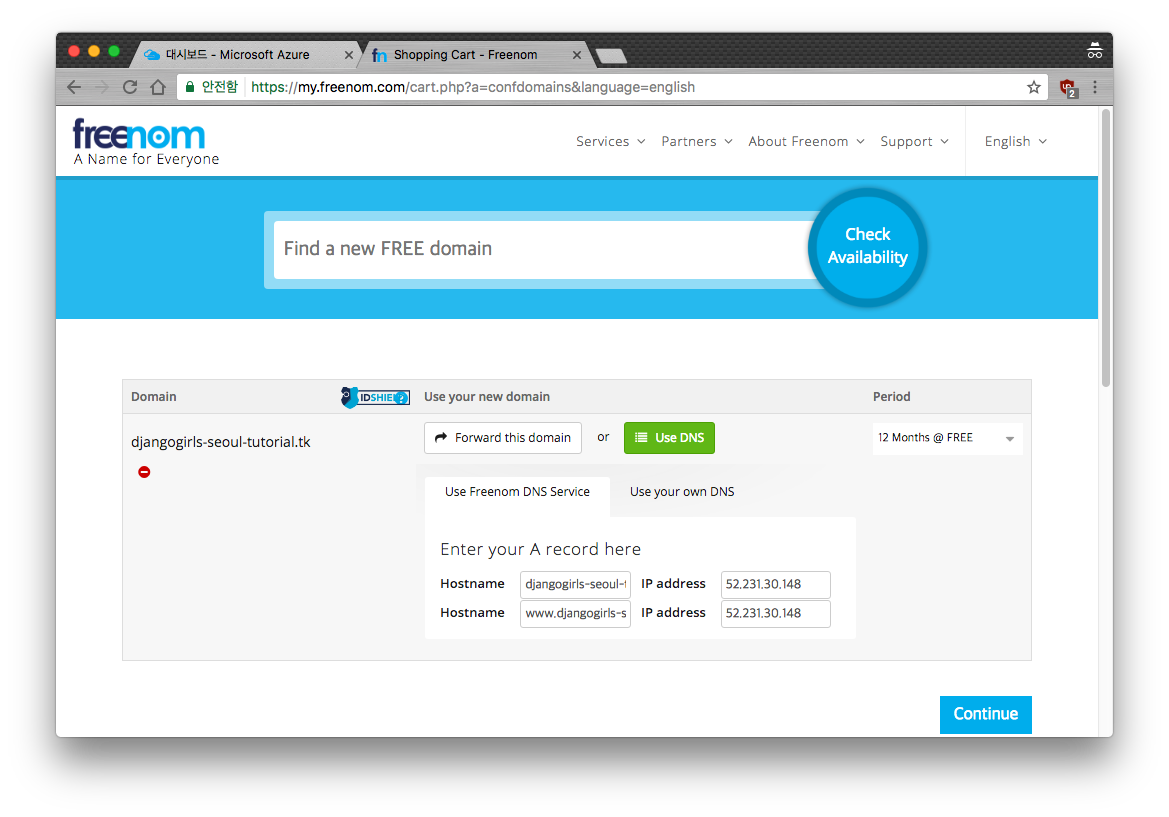 대시보드 - Microsoft Azure
Shopping Cart - Freenom
안전함 https://my.freenom.com/cart.php?a=confdomains&language=english
2
freenom
A Name for Everyone
Services Partners About Freenom Support English
Find a new FREE domain
Check
Availability
Domain IDSHIELD ? Use your new domain Period
djangogirls-seoul-tutorial.tk Forward this domain or Use DNS 12 Months @ FREE
Use Freenom DNS Service Use your own DNS
Enter your A record here
Hostname djangogirls-seoul- IP address 52.231.30.148
Hostname www.djangogirls-s IP address 52.231.30.148
Continue